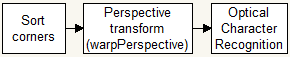 Sort
corners
Perspective
transform
(warpPerspective)
Optical
Character
Recognition